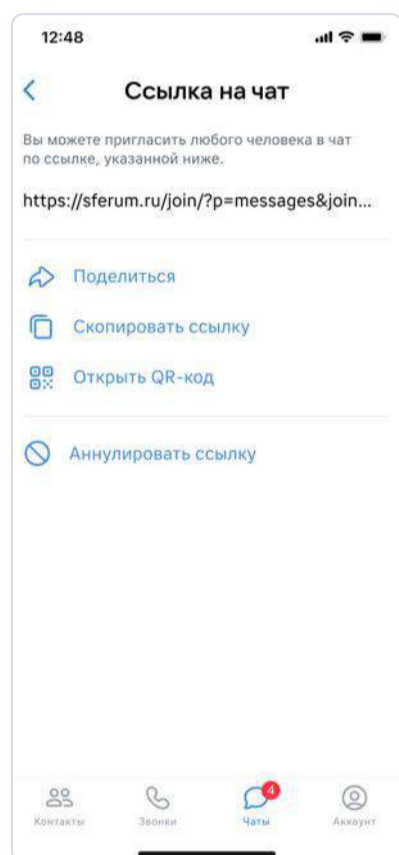 12:48
Ссылка на чат
Вы можете пригласить любого человека в чат
по ссылке, указанной ниже.
https://sferum.ru/join/?p=messages&join...
Поделиться
Скопировать ссылку
Открыть QR-код
Аннулировать ссылку
4
Контакты
Звонки
Чаты
Аккаунт